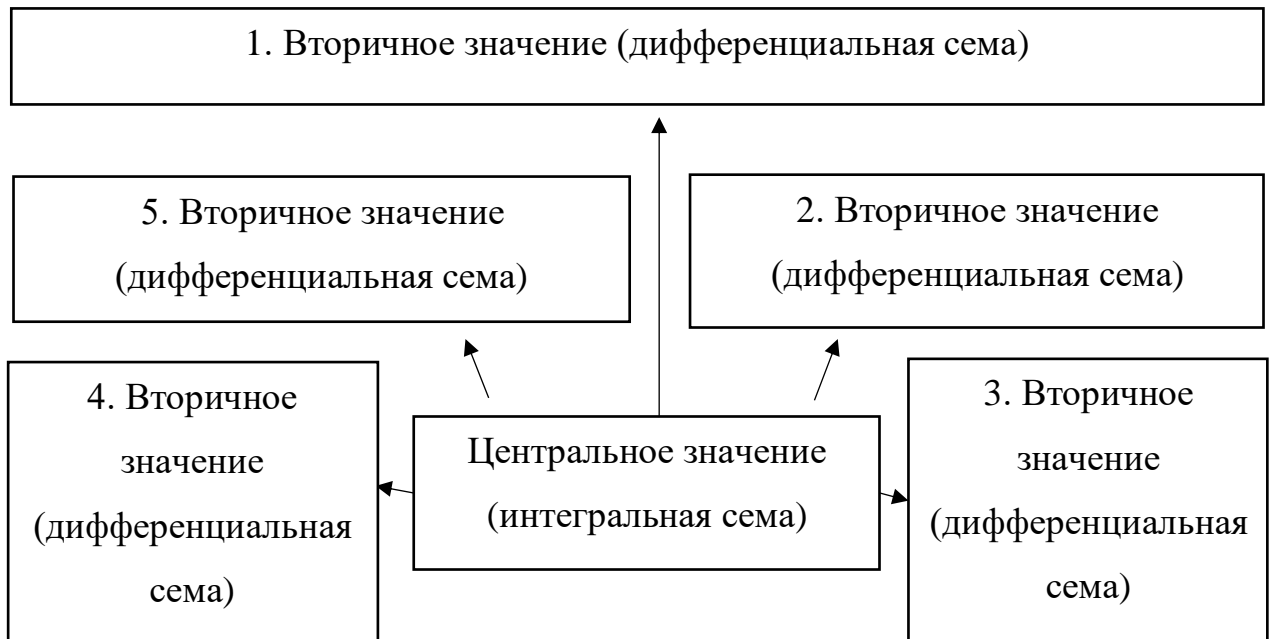 1. Вторичное значение (дифференциальная сема)
5. Вторичное значение
(дифференциальная сема)
2. Вторичное значение
(дифференциальная сема)
4. Вторичное
значение
(дифференциальная
сема)
Центральное значение
(интегральная сема)
3. Вторичное
значение
(дифференциальная
сема)